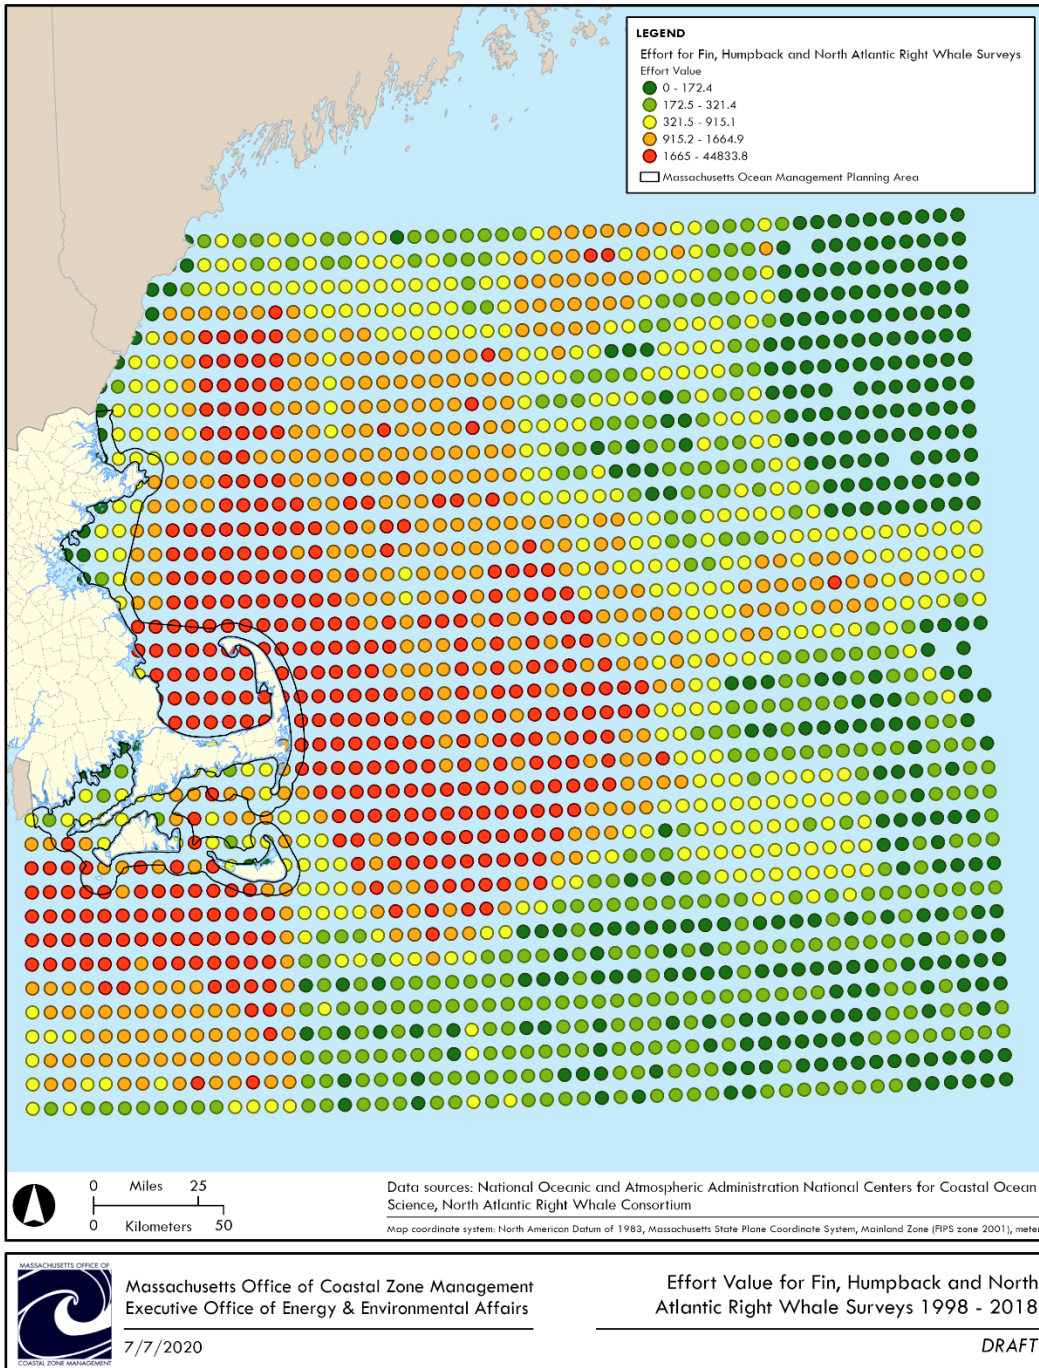 LEGEND
Effort for Fin, Humpback and North Atlantic Right Whale Surveys
Effort Value
0 - 172.4
172.5 - 321.4
321.5 - 915.1
915.2 - 1664.9
1665 - 44833.8
Massachusetts Ocean Management Planning Area
0 Miles 25
0 Kilometers 50
Data sources: National Oceanic and Atmospheric Administration National Centers for Coastal Ocean
Science, North Atlantic Right Whale Consortium
Map coordinate system: North American Datum of 1983, Massachusetts State Plane Coordinate System, Mainland Zone (FIPS zone 2001), meter
MASSACHUSETTS OFFICE OF
COASTAL ZONE MANAGEMENT
Massachusetts Office of Coastal Zone Management
Executive Office of Energy & Environmental Affairs
7/7/2020
Effort Value for Fin, Humpback and North
Atlantic Right Whale Surveys 1998 - 2018
DRAFT